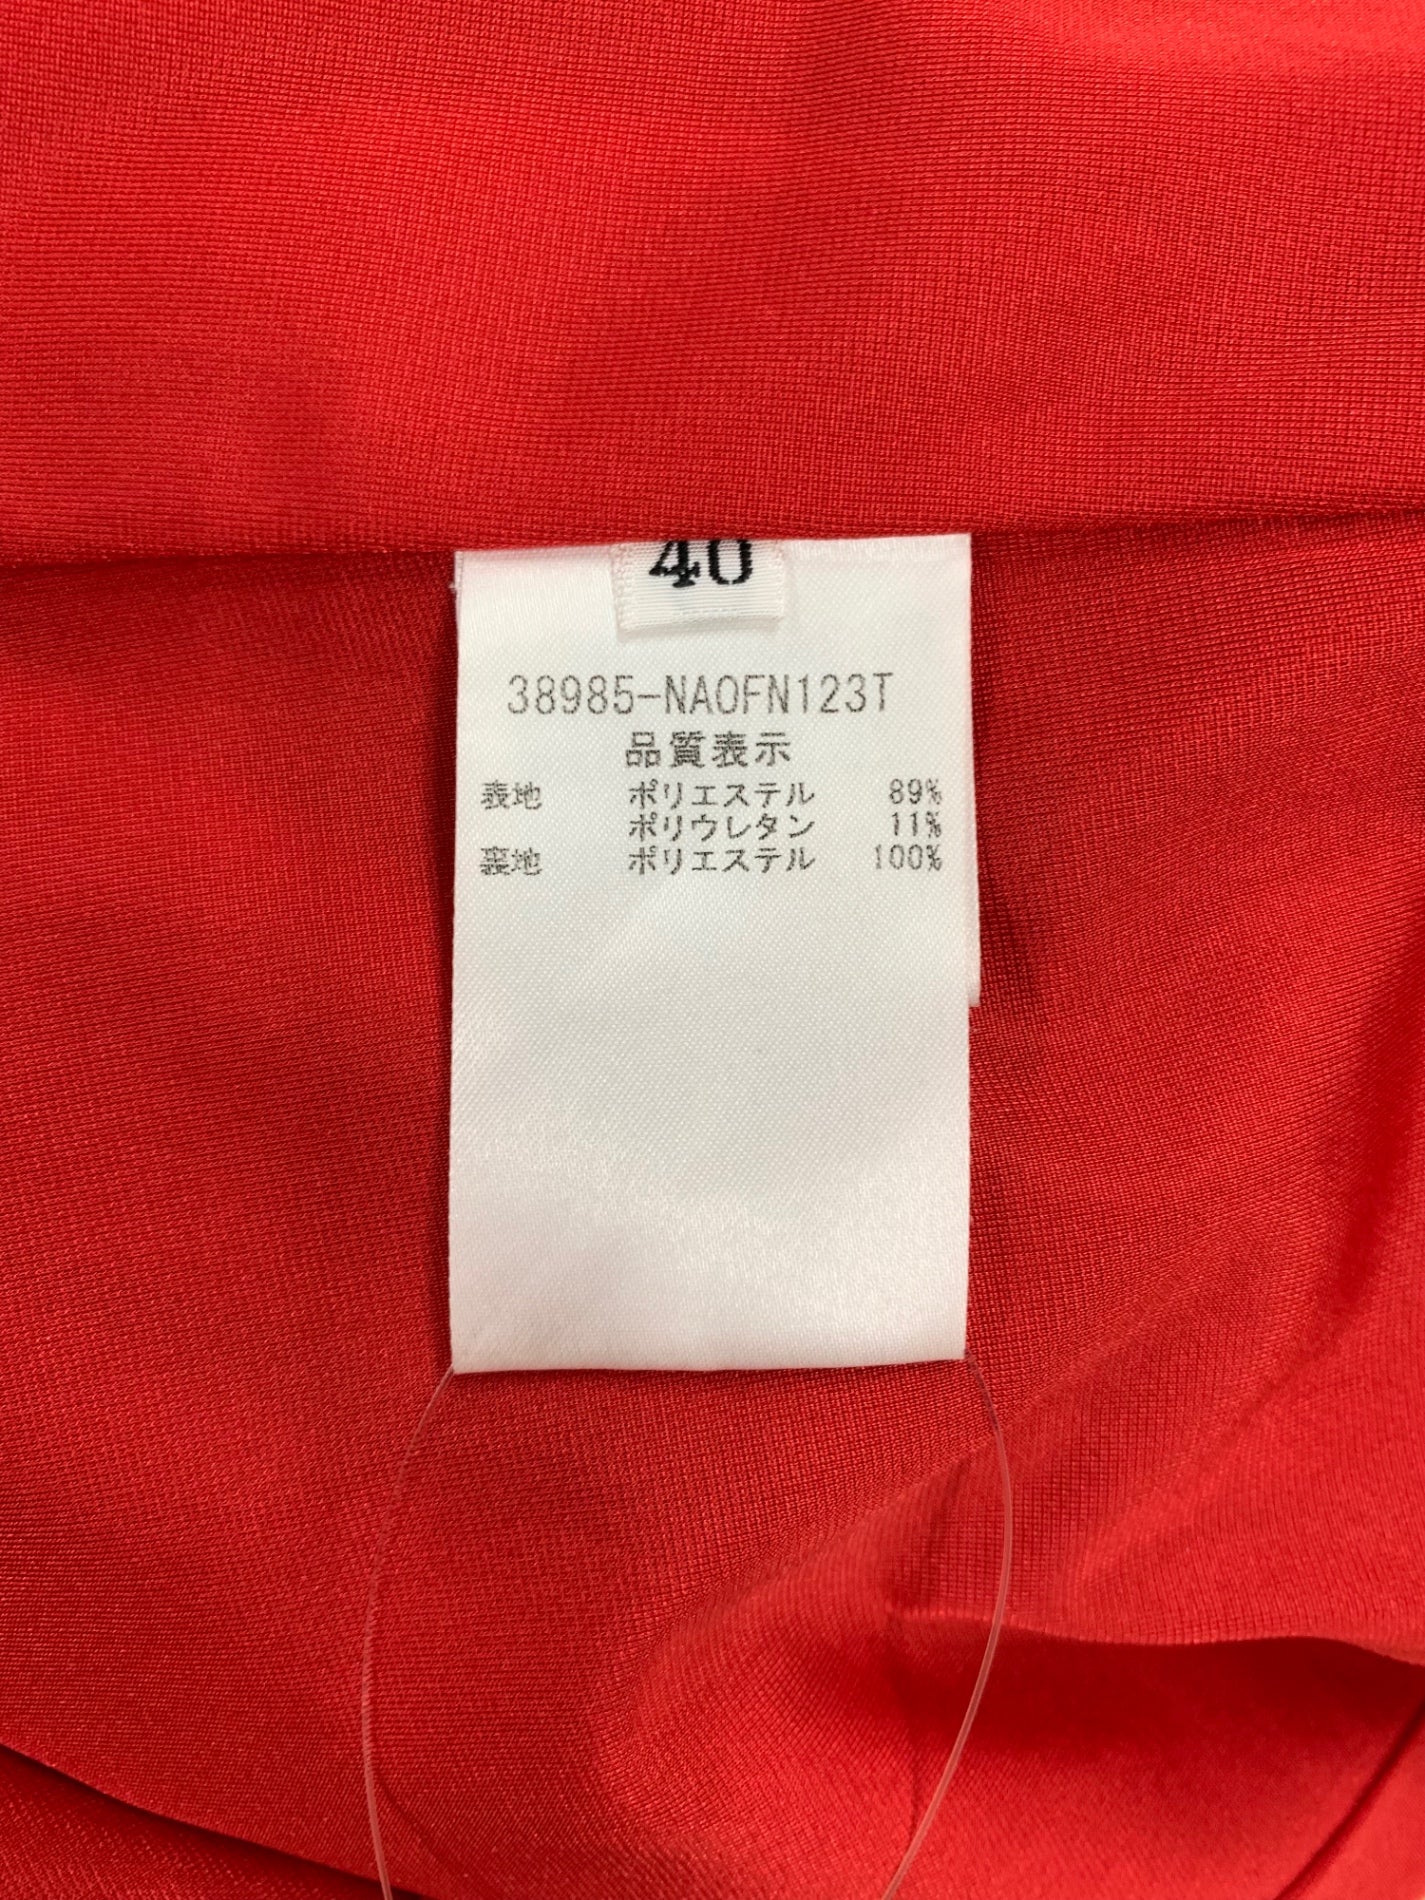 40
38985-NAOFN123T
品質表示
表地 ポリエステル 89%
ポリウレタン 11%
裏地 ポリエステル 100%